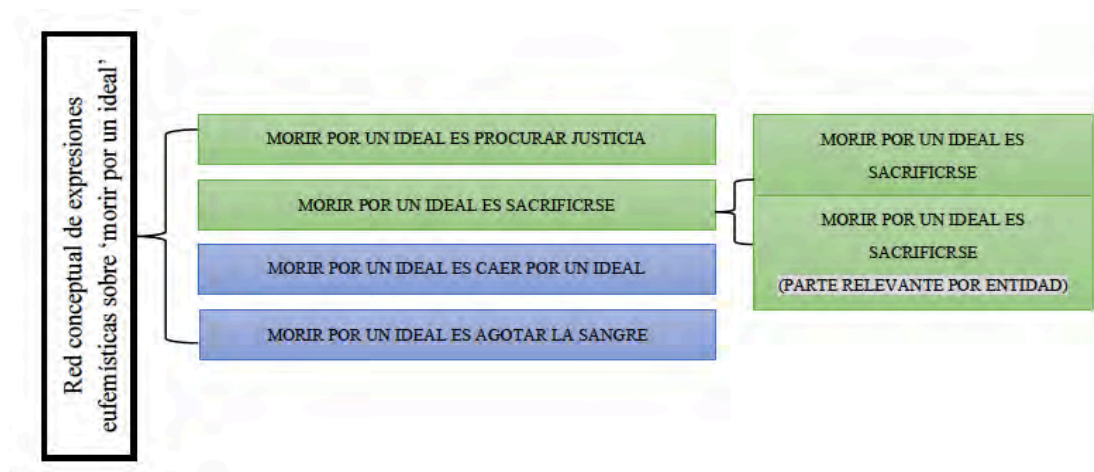 Red conceptual de expresiones
eufemísticas sobre ‘morir por un ideal’
MORIR POR UN IDEAL ES PROCURAR JUSTICIA
MORIR POR UN IDEAL ES SACRIFICRSE
MORIR POR UN IDEAL ES CAER POR UN IDEAL
MORIR POR UN IDEAL ES AGOTAR LA SANGRE
MORIR POR UN IDEAL ES
SACRIFICRSE
MORIR POR UN IDEAL ES
SACRIFICRSE
(PARTE RELEVANTE POR ENTIDAD)